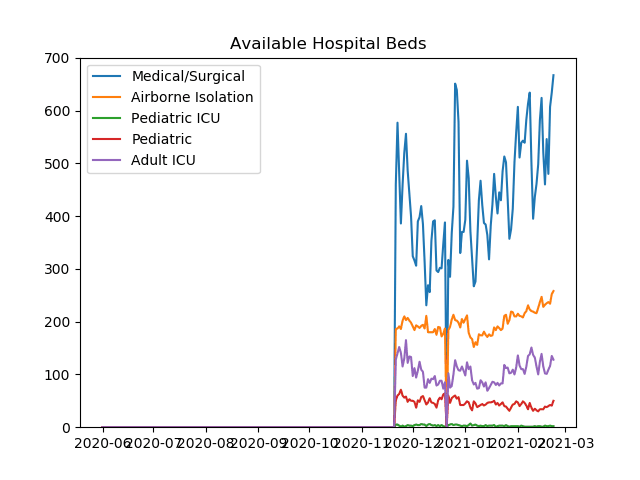 Available Hospital Beds
700
600
500
400
300
200
100
0
Medical/Surgical
Airborne Isolation
Pediatric ICU
Pediatric
Adult ICU
2020-06 2020-07 2020-08 2020-09 2020-10 2020-11 2020-12 2021-01 2021-02 2021-03